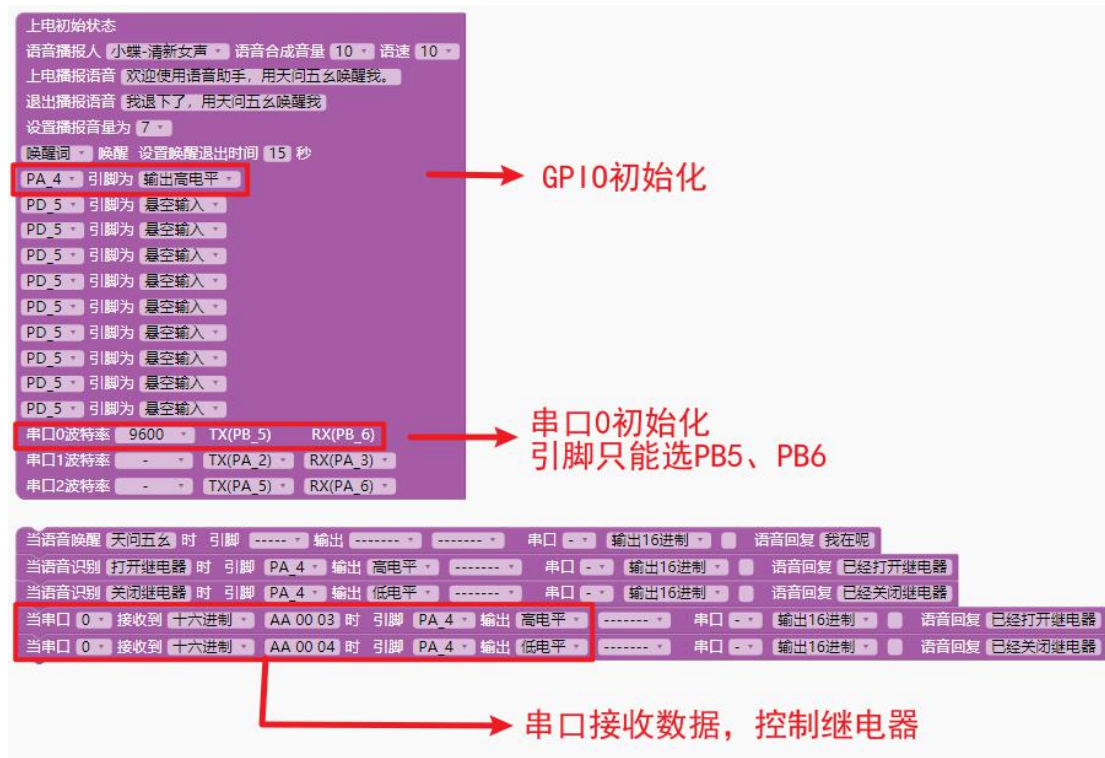 上电初始状态
语音播报人 小蝶-清新女声 语音合成音量 10 语速 10
上电播报语音 欢迎使用语音助手，用天问五幺唤醒我。
退出播报语音 我退下了，用天问五幺唤醒我
设置播报音量为 7
唤醒词 唤醒 设置唤醒退出时间 15 秒
PA_4 引脚为 输出高电平
GPIO初始化
PD_5 引脚为 悬空输入
PD_5 引脚为 悬空输入
PD_5 引脚为 悬空输入
PD_5 引脚为 悬空输入
PD_5 引脚为 悬空输入
PD_5 引脚为 悬空输入
PD_5 引脚为 悬空输入
PD_5 引脚为 悬空输入
PD_5 引脚为 悬空输入
串口0波特率 9600 TX(PB_5) RX(PB_6)
串口0初始化
引脚只能选PB5、PB6
串口1波特率 - TX(PA_2) RX(PA_3)
串口2波特率 - TX(PA_5) RX(PA_6)
当语音唤醒 天问五幺 时 引脚 ----- 输出 ------- ------- 串口 - 输出16进制 语音回复 我在呢
当语音识别 打开继电器 时 引脚 PA_4 输出 高电平 ------- 串口 - 输出16进制 语音回复 已经打开继电器
当语音识别 关闭继电器 时 引脚 PA_4 输出 低电平 ------- 串口 - 输出16进制 语音回复 已经关闭继电器
当串口 0 接收到 十六进制 AA 00 03 时 引脚 PA_4 输出 高电平 ------- 串口 - 输出16进制 语音回复 已经打开继电器
当串口 0 接收到 十六进制 AA 00 04 时 引脚 PA_4 输出 低电平 ------- 串口 - 输出16进制 语音回复 已经关闭继电器
串口接收数据，控制继电器